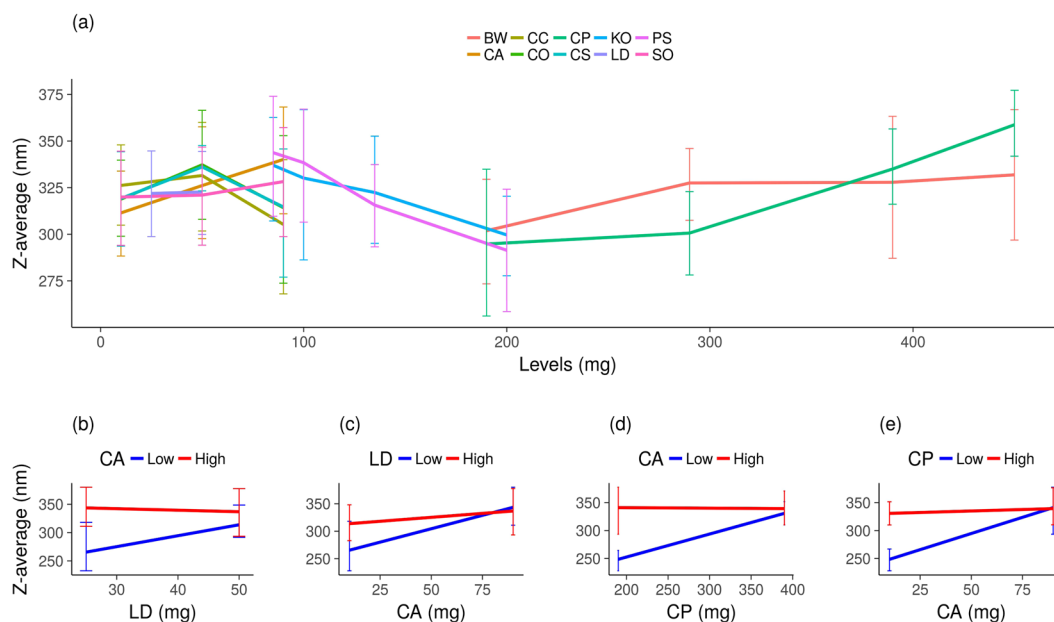 (a)
BW CC CP KO PS
CA CO CS LD SO
Z-average (nm)
375
350
325
300
275
0 100 200 300 400
Levels (mg)
(b) (c) (d) (e)
CA Low High LD Low High CA Low High CP Low High
Z-average (nm)
350 350 350 350
300 300 300 300
250 250 250 250
30 40 50 25 50 75 200 250 300 350 400 25 50 75
LD (mg) CA (mg) CP (mg) CA (mg)